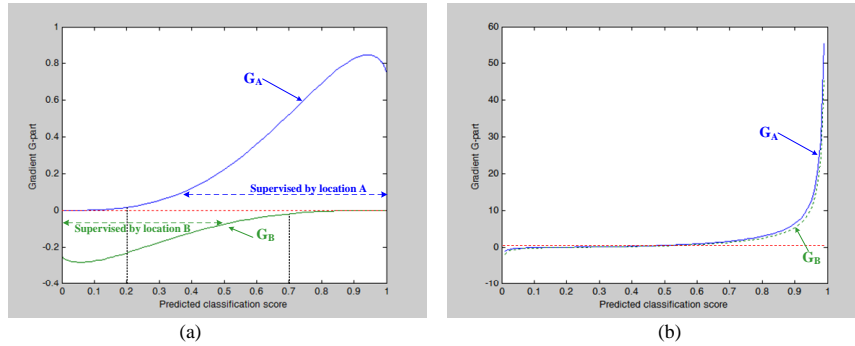 1
0.8
0.6
0.4
0.2
0
-0.2
-0.4
Gradient G-part
G_A
Supervised by location A
Supervised by location B
G_B
0 0.1 0.2 0.3 0.4 0.5 0.6 0.7 0.8 0.9 1
Predicted classification score
(a)
60
50
40
30
20
10
0
-10
Gradient G-part
G_A
G_B
0 0.1 0.2 0.3 0.4 0.5 0.6 0.7 0.8 0.9 1
Predicted classification score
(b)